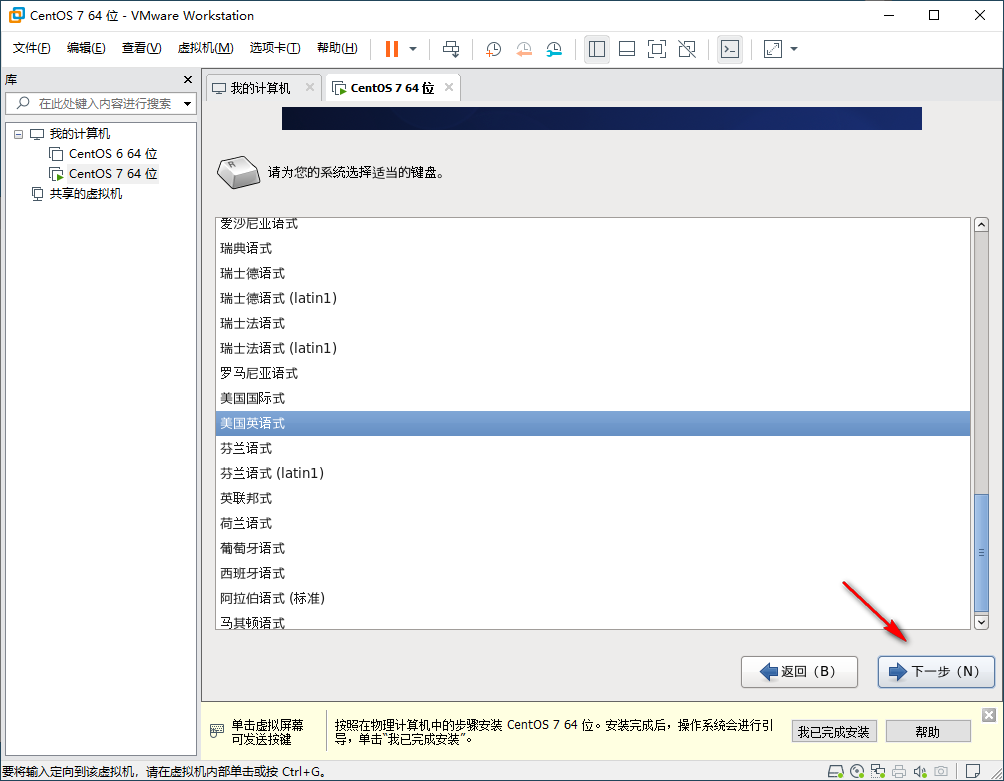 CentOS 7 64 位 - VMware Workstation
文件(F) 编辑(E) 查看(V) 虚拟机(M) 选项卡(T) 帮助(H)
库
在此处键入内容进行搜索
我的计算机
CentOS 6 64 位
CentOS 7 64 位
共享的虚拟机
我的计算机 CentOS 7 64 位
R
请为您的系统选择适当的键盘。
爱沙尼亚语式
瑞典语式
瑞士德语式
瑞士德语式 (latin1)
瑞士法语式
瑞士法语式 (latin1)
罗马尼亚语式
美国国际式
美国英语式
芬兰语式
芬兰语式 (latin1)
英联邦式
荷兰语式
葡萄牙语式
西班牙语式
阿拉伯语式 (标准)
马其顿语式
返回（B） 下一步（N）
单击虚拟屏幕
可发送按键
按照在物理计算机中的步骤安装 CentOS 7 64 位。安装完成后，操作系统会进行引
导，单击“我已完成安装”。
我已完成安装 帮助
要将输入定向到该虚拟机，请在虚拟机内部单击或按 Ctrl+G。